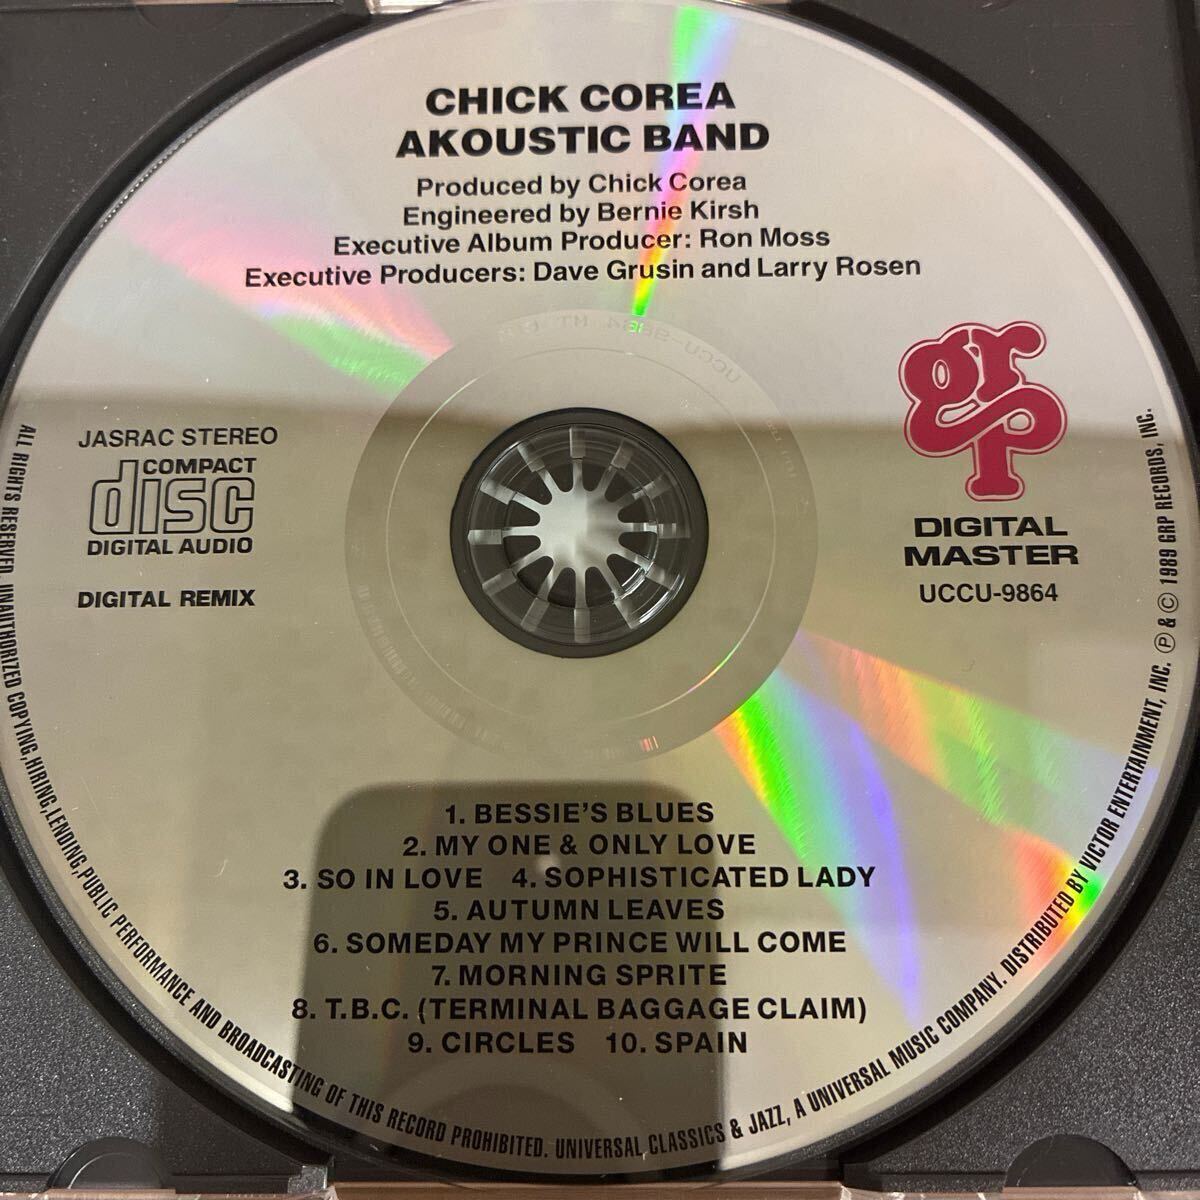 CHICK COREA
AKOUSTIC BAND
Produced by Chick Corea
Engineered by Bernie Kirsh
Executive Album Producer: Ron Moss
Executive Producers: Dave Grusin and Larry Rosen
JASRAC STEREO
COMPACT
disc
DIGITAL AUDIO
DIGITAL REMIX
grp
DIGITAL
MASTER
UCCU-9864
1. BESSIE'S BLUES
2. MY ONE & ONLY LOVE
3. SO IN LOVE 4. SOPHISTICATED LADY
5. AUTUMN LEAVES
6. SOMEDAY MY PRINCE WILL COME
7. MORNING SPRITE
8. T.B.C. (TERMINAL BAGGAGE CLAIM)
9. CIRCLES 10. SPAIN
ALL RIGHTS RESERVED. UNAUTHORIZED COPYING,HIRING,LENDING,PUBLIC PERFORMANCE AND BROADCASTING OF THIS RECORD PROHIBITED. UNIVERSAL CLASSICS & JAZZ, A UNIVERSAL MUSIC COMPANY. DISTRIBUTED BY VICTOR ENTERTAINMENT, INC. Ⓟ & © 1989 GRP RECORDS, INC.
UCCU-9864